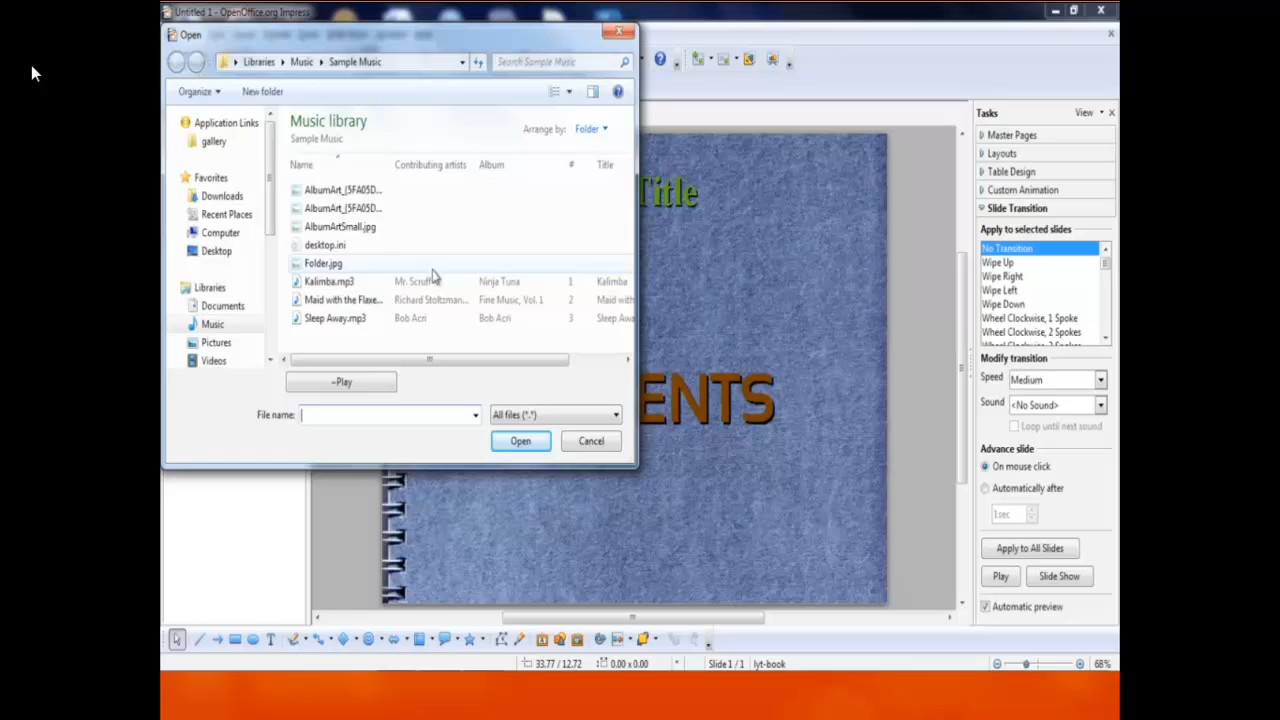 Untitled 1 - OpenOffice.org Impress
Open
Libraries Music Sample Music
Search Sample Music
Organize New folder
Application Links
gallery
Favorites
Downloads
Recent Places
Computer
Desktop
Libraries
Documents
Music
Pictures
Videos
Music library
Sample Music
Arrange by: Folder
Name Contributing artists Album # Title
AlbumArt_{5FA05D...
AlbumArt_{5FA05D...
AlbumArtSmall.jpg
desktop.ini
Folder.jpg
Kalimba.mp3 Mr. Scruff Ninja Tuna 1 Kalimba
Maid with the Flaxe... Richard Stoltzman... Fine Music, Vol. 1 2 Maid with
Sleep Away.mp3 Bob Acri Bob Acri 3 Sleep Awa
~Play
File name: All files (*.*)
Open Cancel
Title
ENTS
Tasks View
Master Pages
Layouts
Table Design
Custom Animation
Slide Transition
Apply to selected slides
No Transition
Wipe Up
Wipe Right
Wipe Left
Wipe Down
Wheel Clockwise, 1 Spoke
Wheel Clockwise, 2 Spokes
Modify transition
Speed Medium
Sound <No Sound>
Loop until next sound
Advance slide
On mouse click
Automatically after
1sec
Apply to All Slides
Play Slide Show
Automatic preview
33.77 / 12.72 0.00 x 0.00 * Slide 1 / 1 lyt-book 68%